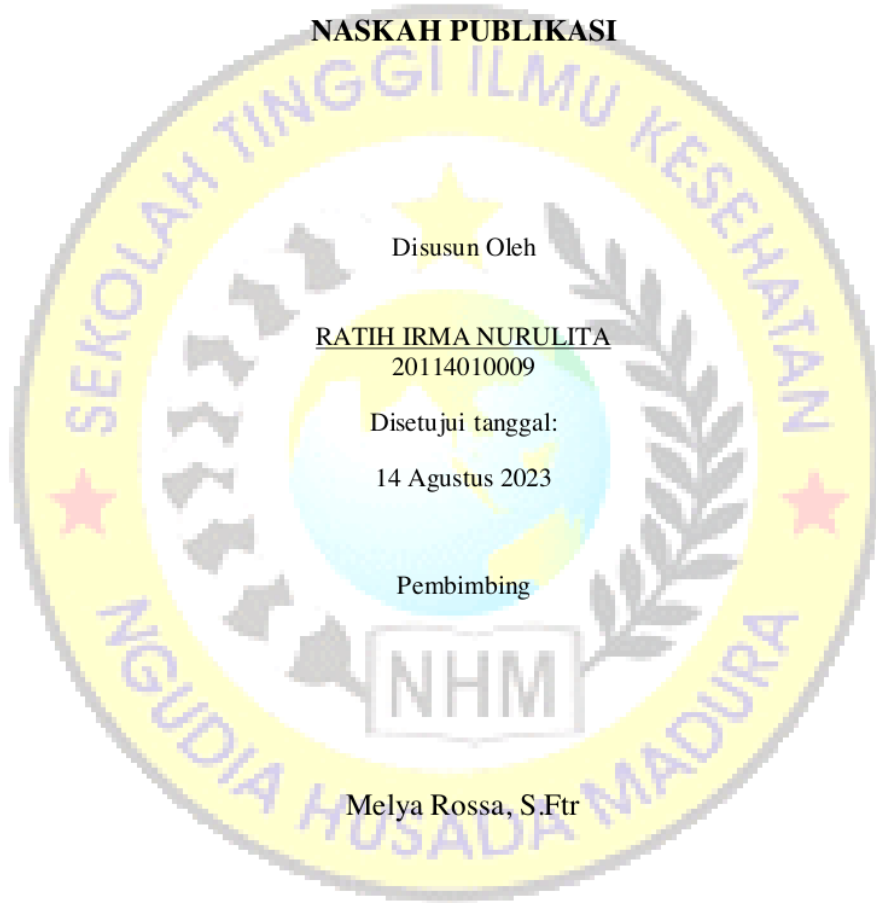 NASKAH PUBLIKASI
SEKOLAH TINGGI ILMU KESEHATAN
Disusun Oleh
RATIH IRMA NURULITA
20114010009
Disetujui tanggal:
14 Agustus 2023
Pembimbing
NHM
Melya Rossa, S.Ftr
NGUDIA HUSADA MADURA